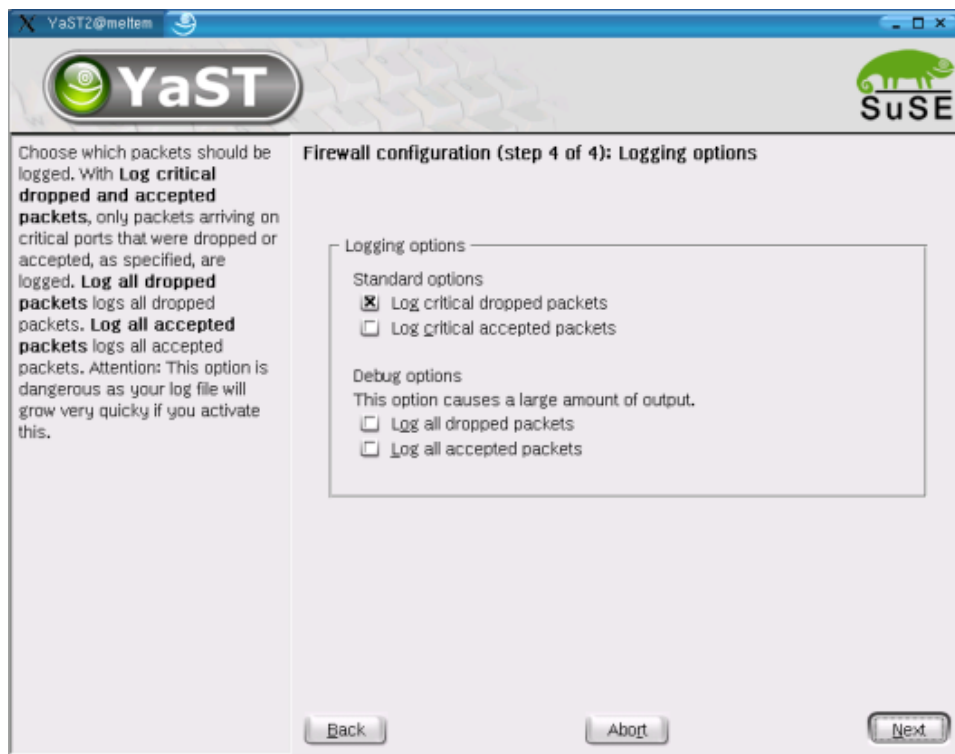 YaST2@meltem
YaST
SuSE
Choose which packets should be
logged. With Log critical
dropped and accepted
packets, only packets arriving on
critical ports that were dropped or
accepted, as specified, are
logged. Log all dropped
packets logs all dropped
packets. Log all accepted
packets logs all accepted
packets. Attention: This option is
dangerous as your log file will
grow very quicky if you activate
this.
Firewall configuration (step 4 of 4): Logging options
Logging options
Standard options
Log critical dropped packets
Log critical accepted packets
Debug options
This option causes a large amount of output.
Log all dropped packets
Log all accepted packets
Back
Abort
Next